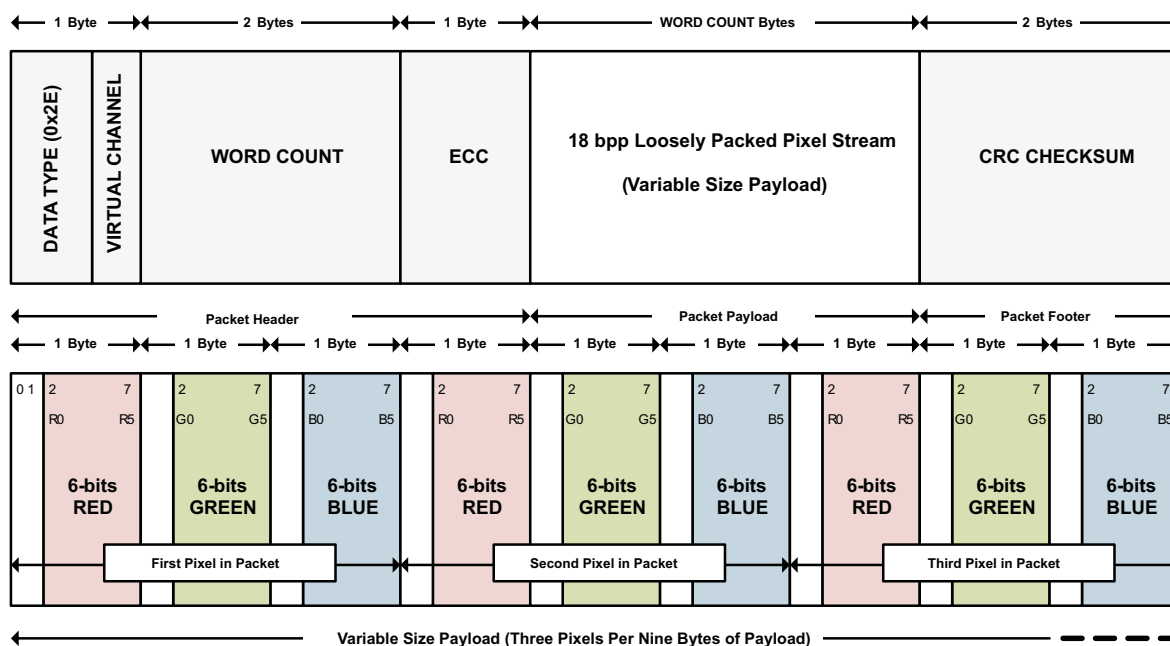 1 Byte 2 Bytes 1 Byte WORD COUNT Bytes 2 Bytes
DATA TYPE (0x2E)
VIRTUAL CHANNEL
WORD COUNT
ECC
18 bpp Loosely Packed Pixel Stream
(Variable Size Payload)
CRC CHECKSUM
Packet Header Packet Payload Packet Footer
1 Byte 1 Byte 1 Byte 1 Byte 1 Byte 1 Byte 1 Byte 1 Byte 1 Byte
0 1 2 7 2 7 2 7 2 7 2 7 2 7 2 7 2 7 2 7
R0 R5 G0 G5 B0 B5 R0 R5 G0 G5 B0 B5 R0 R5 G0 G5 B0 B5
6-bits 6-bits 6-bits 6-bits 6-bits 6-bits 6-bits 6-bits 6-bits
RED GREEN BLUE RED GREEN BLUE RED GREEN BLUE
First Pixel in Packet Second Pixel in Packet Third Pixel in Packet
Variable Size Payload (Three Pixels Per Nine Bytes of Payload)